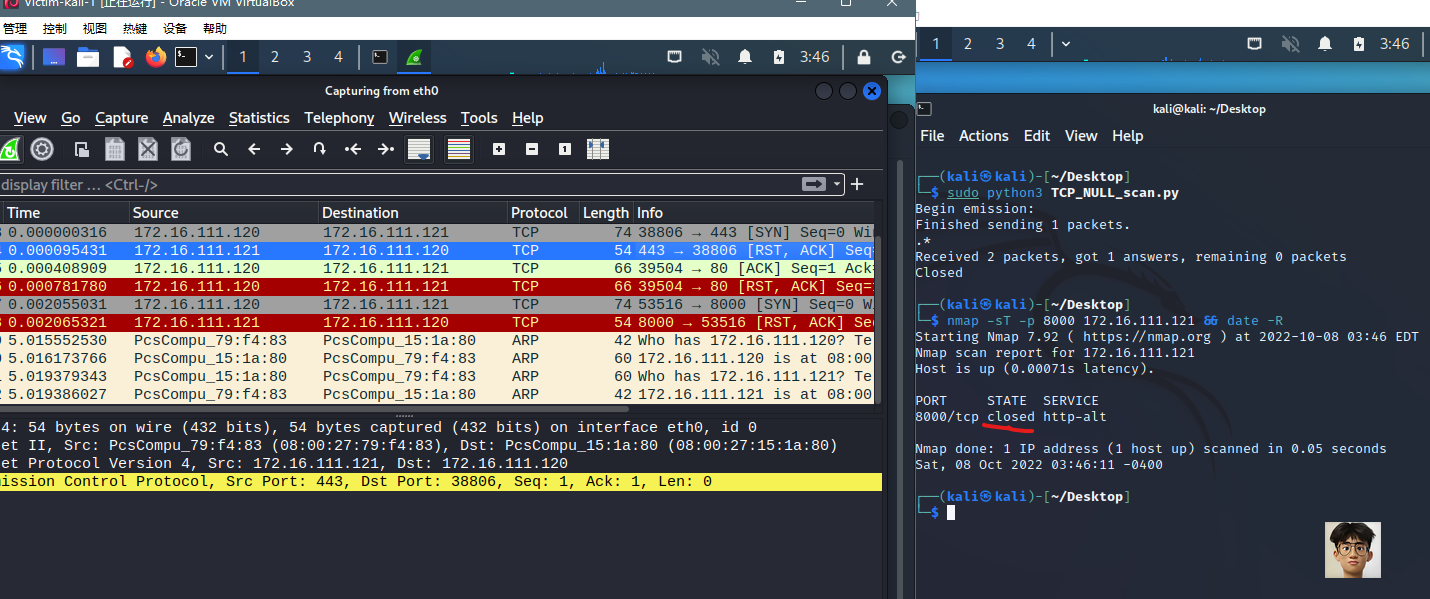 Victim-kali-1 [正在运行] - Oracle VM VirtualBox
管理 控制 视图 热键 设备 帮助
1 2 3 4 3:46
Capturing from eth0
View Go Capture Analyze Statistics Telephony Wireless Tools Help
display filter … <Ctrl-/>
Time Source Destination Protocol Length Info
0.000000316 172.16.111.120 172.16.111.121 TCP 74 38806 → 443 [SYN] Seq=0
0.000095431 172.16.111.121 172.16.111.120 TCP 54 443 → 38806 [RST, ACK] Seq=
0.000408909 172.16.111.120 172.16.111.121 TCP 66 39504 → 80 [ACK] Seq=1 Ack=
0.000781780 172.16.111.120 172.16.111.121 TCP 66 39504 → 80 [RST, ACK] Seq=
0.002055031 172.16.111.120 172.16.111.121 TCP 74 53516 → 8000 [SYN] Seq=0
0.002065321 172.16.111.121 172.16.111.120 TCP 54 8000 → 53516 [RST, ACK]
5.015552530 PcsCompu_79:f4:83 PcsCompu_15:1a:80 ARP 42 Who has 172.16.111.120? Te
5.016173766 PcsCompu_15:1a:80 PcsCompu_79:f4:83 ARP 60 172.16.111.120 is at 08:00
5.019379343 PcsCompu_15:1a:80 PcsCompu_79:f4:83 ARP 60 Who has 172.16.111.121? Te
5.019386027 PcsCompu_79:f4:83 PcsCompu_15:1a:80 ARP 42 172.16.111.121 is at 08:00
4: 54 bytes on wire (432 bits), 54 bytes captured (432 bits) on interface eth0, id 0
et II, Src: PcsCompu_79:f4:83 (08:00:27:79:f4:83), Dst: PcsCompu_15:1a:80 (08:00:27:15:1a:80)
et Protocol Version 4, Src: 172.16.111.121, Dst: 172.16.111.120
ission Control Protocol, Src Port: 443, Dst Port: 38806, Seq: 1, Ack: 1, Len: 0
1 2 3 4 3:46
kali@kali: ~/Desktop
File Actions Edit View Help
┌──(kali㉿kali)-[~/Desktop]
└─$ sudo python3 TCP_NULL_scan.py
Begin emission:
Finished sending 1 packets.
.*
Received 2 packets, got 1 answers, remaining 0 packets
Closed
┌──(kali㉿kali)-[~/Desktop]
└─$ nmap -sT -p 8000 172.16.111.121 && date -R
Starting Nmap 7.92 ( https://nmap.org ) at 2022-10-08 03:46 EDT
Nmap scan report for 172.16.111.121
Host is up (0.00071s latency).
PORT STATE SERVICE
8000/tcp closed http-alt
Nmap done: 1 IP address (1 host up) scanned in 0.05 seconds
Sat, 08 Oct 2022 03:46:11 -0400
┌──(kali㉿kali)-[~/Desktop]
└─$